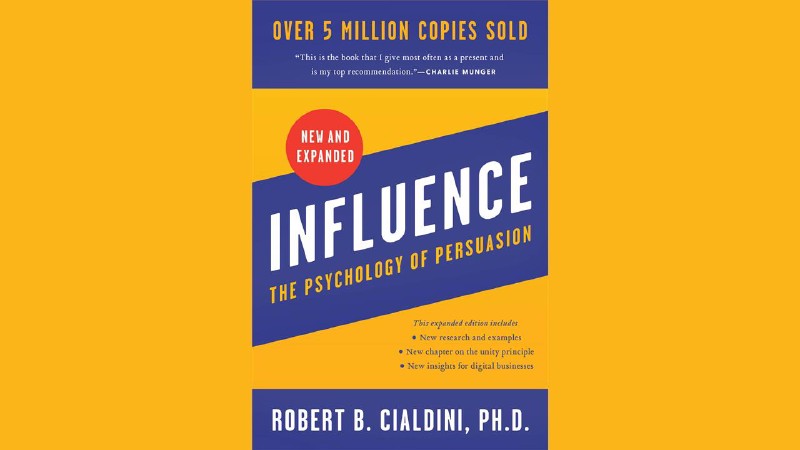 OVER 5 MILLION COPIES SOLD
“This is the book that I give most often as a present and
is my top recommendation.”—CHARLIE MUNGER
NEW AND
EXPANDED
INFLUENCE
THE PSYCHOLOGY OF PERSUASION
This expanded edition includes
• New research and examples
• New chapter on the unity principle
• New insights for digital businesses
ROBERT B. CIALDINI, PH.D.